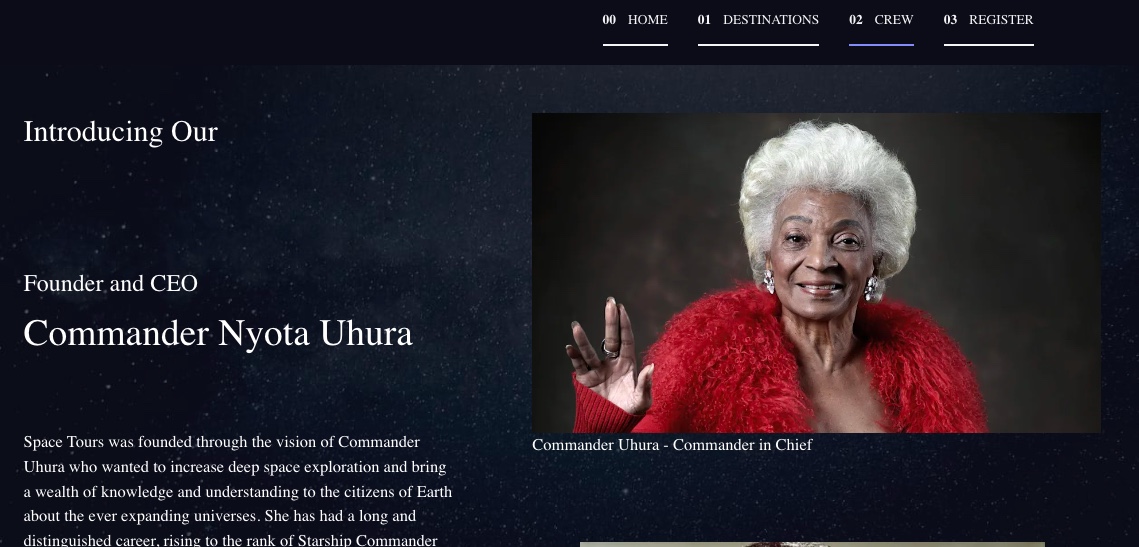 00 HOME 01 DESTINATIONS 02 CREW 03 REGISTER
Introducing Our
Founder and CEO
Commander Nyota Uhura
Space Tours was founded through the vision of Commander
Uhura who wanted to increase deep space exploration and bring
a wealth of knowledge and understanding to the citizens of Earth
about the ever expanding universes. She has had a long and
distinguished career, rising to the rank of Starship Commander
Commander Uhura - Commander in Chief